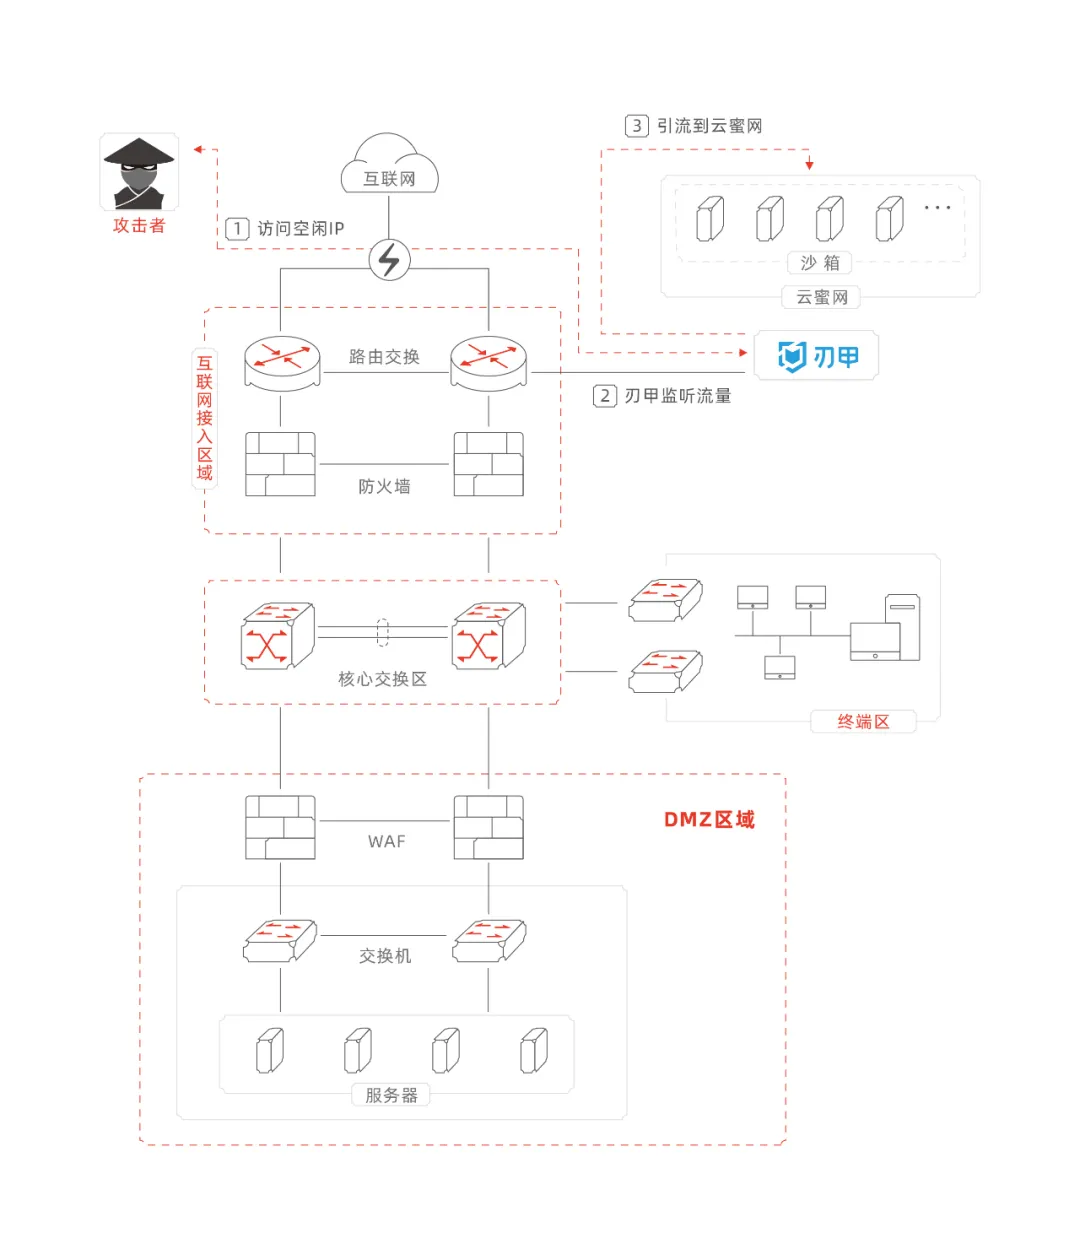 3 引流到云蜜网
互联网
攻击者
1 访问空闲IP
沙箱
云蜜网
路由交换
刃甲
互联网接入区域
2 刃甲监听流量
防火墙
核心交换区
终端区
DMZ区域
WAF
交换机
服务器